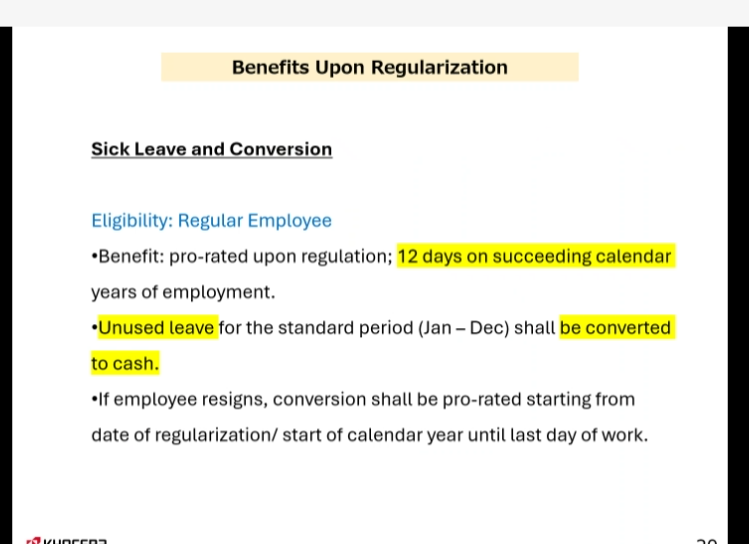 Benefits Upon Regularization
Sick Leave and Conversion
Eligibility: Regular Employee
•Benefit: pro-rated upon regulation; 12 days on succeeding calendar
years of employment.
•Unused leave for the standard period (Jan – Dec) shall be converted
to cash.
•If employee resigns, conversion shall be pro-rated starting from
date of regularization/ start of calendar year until last day of work.